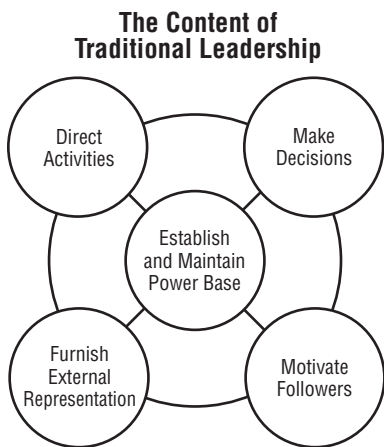 The Content of
Traditional Leadership
Direct
Activities
Make
Decisions
Establish
and Maintain
Power Base
Furnish
External
Representation
Motivate
Followers